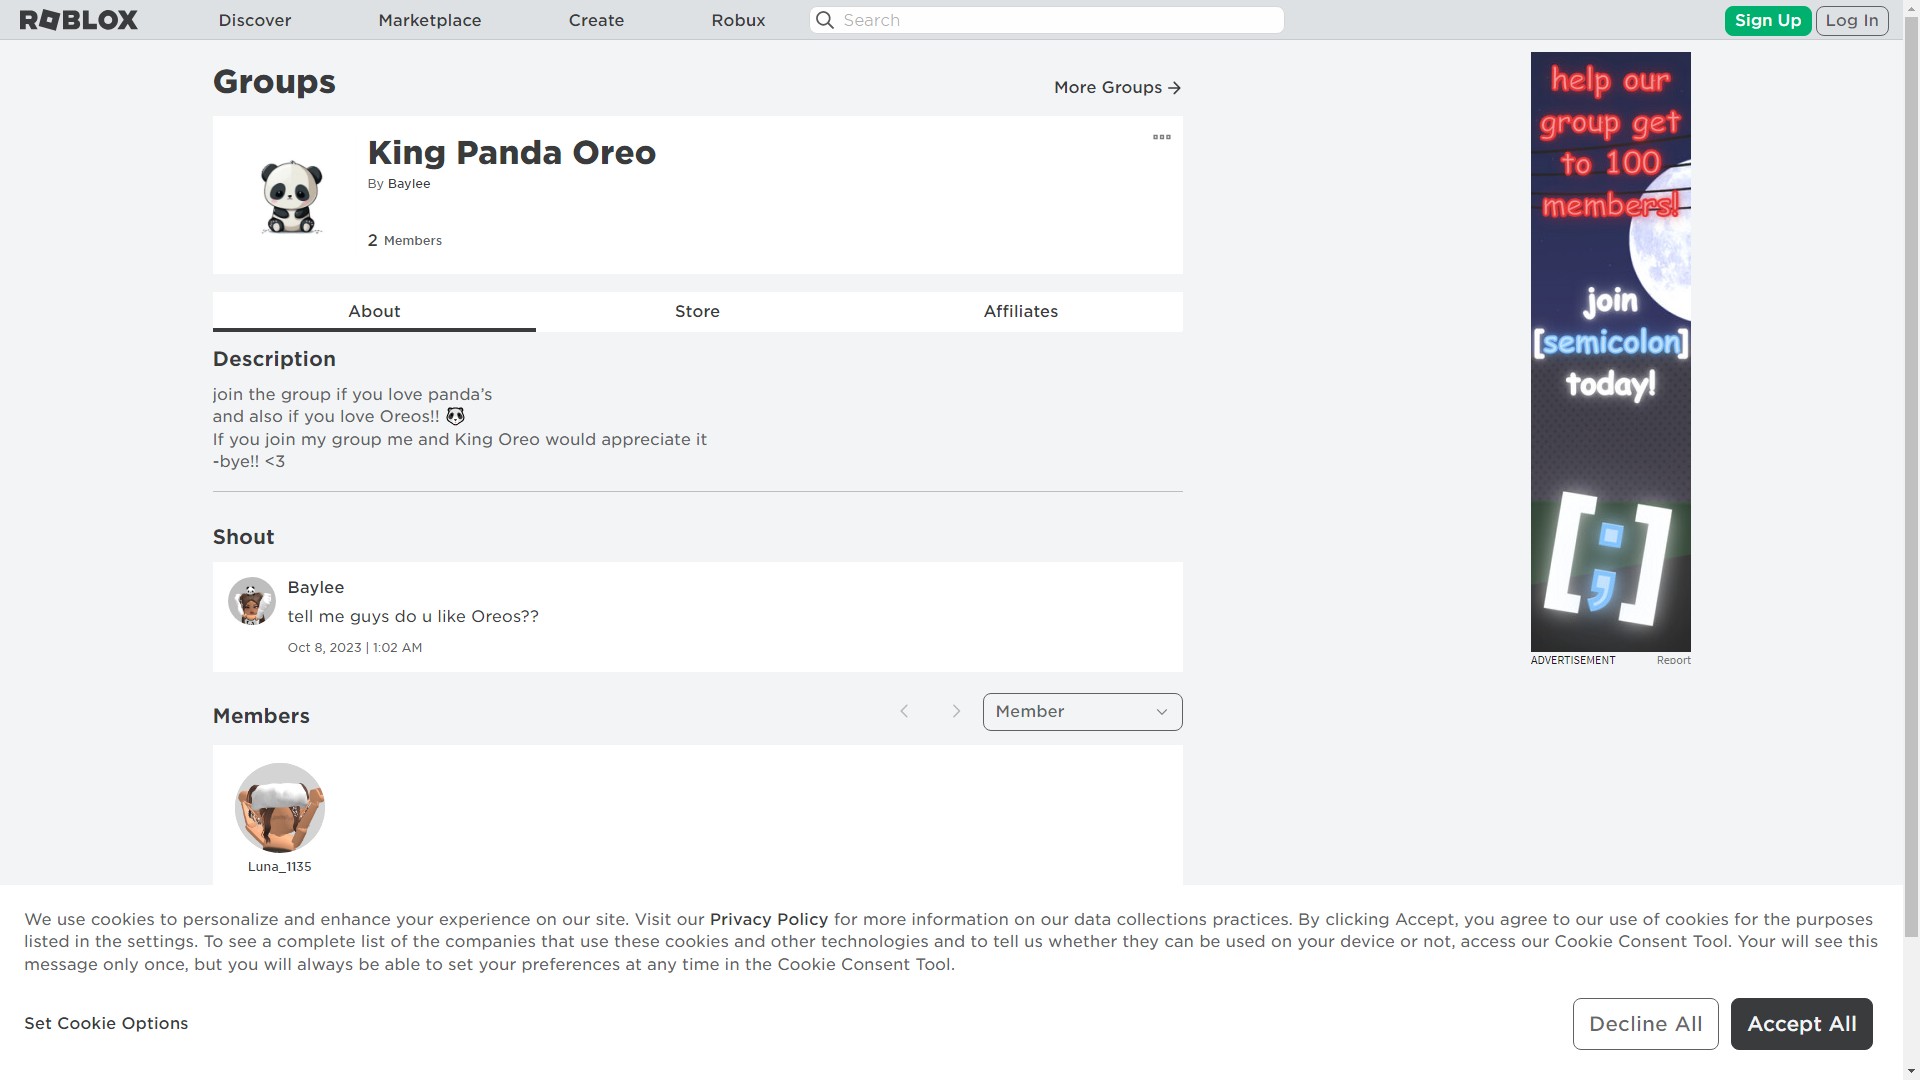 ROBLOX
Discover
Marketplace
Create
Robux
Search
Sign Up
Log In
Groups
More Groups
King Panda Oreo
By Baylee
2 Members
About
Store
Affiliates
Description
join the group if you love panda’s
and also if you love Oreos!! 🐼
If you join my group me and King Oreo would appreciate it
-bye!! <3
Shout
Baylee
tell me guys do u like Oreos??
Oct 8, 2023 | 1:02 AM
Members
Member
Luna_1135
help our
group get
to 100
members!
join
[semicolon]
today!
[;]
ADVERTISEMENT
Report
We use cookies to personalize and enhance your experience on our site. Visit our Privacy Policy for more information on our data collections practices. By clicking Accept, you agree to our use of cookies for the purposes
listed in the settings. To see a complete list of the companies that use these cookies and other technologies and to tell us whether they can be used on your device or not, access our Cookie Consent Tool. Your will see this
message only once, but you will always be able to set your preferences at any time in the Cookie Consent Tool.
Set Cookie Options
Decline All
Accept All